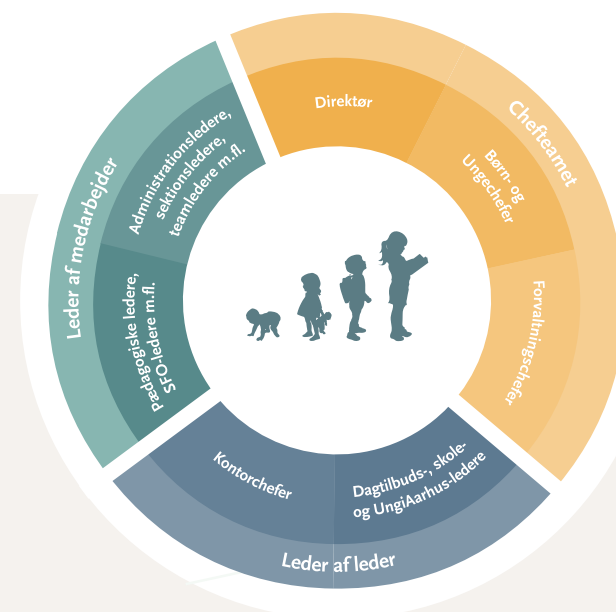 Direktør
Chefteamet
Børn- og
Ungechefer
Forvaltningschefer
Dagtilbuds-, skole-
og UngiAarhus-ledere
Kontorchefer
Leder af leder
Pædagogiske ledere,
SFO-ledere m.fl.
Leder af medarbejder
Administrationsledere,
sektionsledere,
teamledere m.fl.